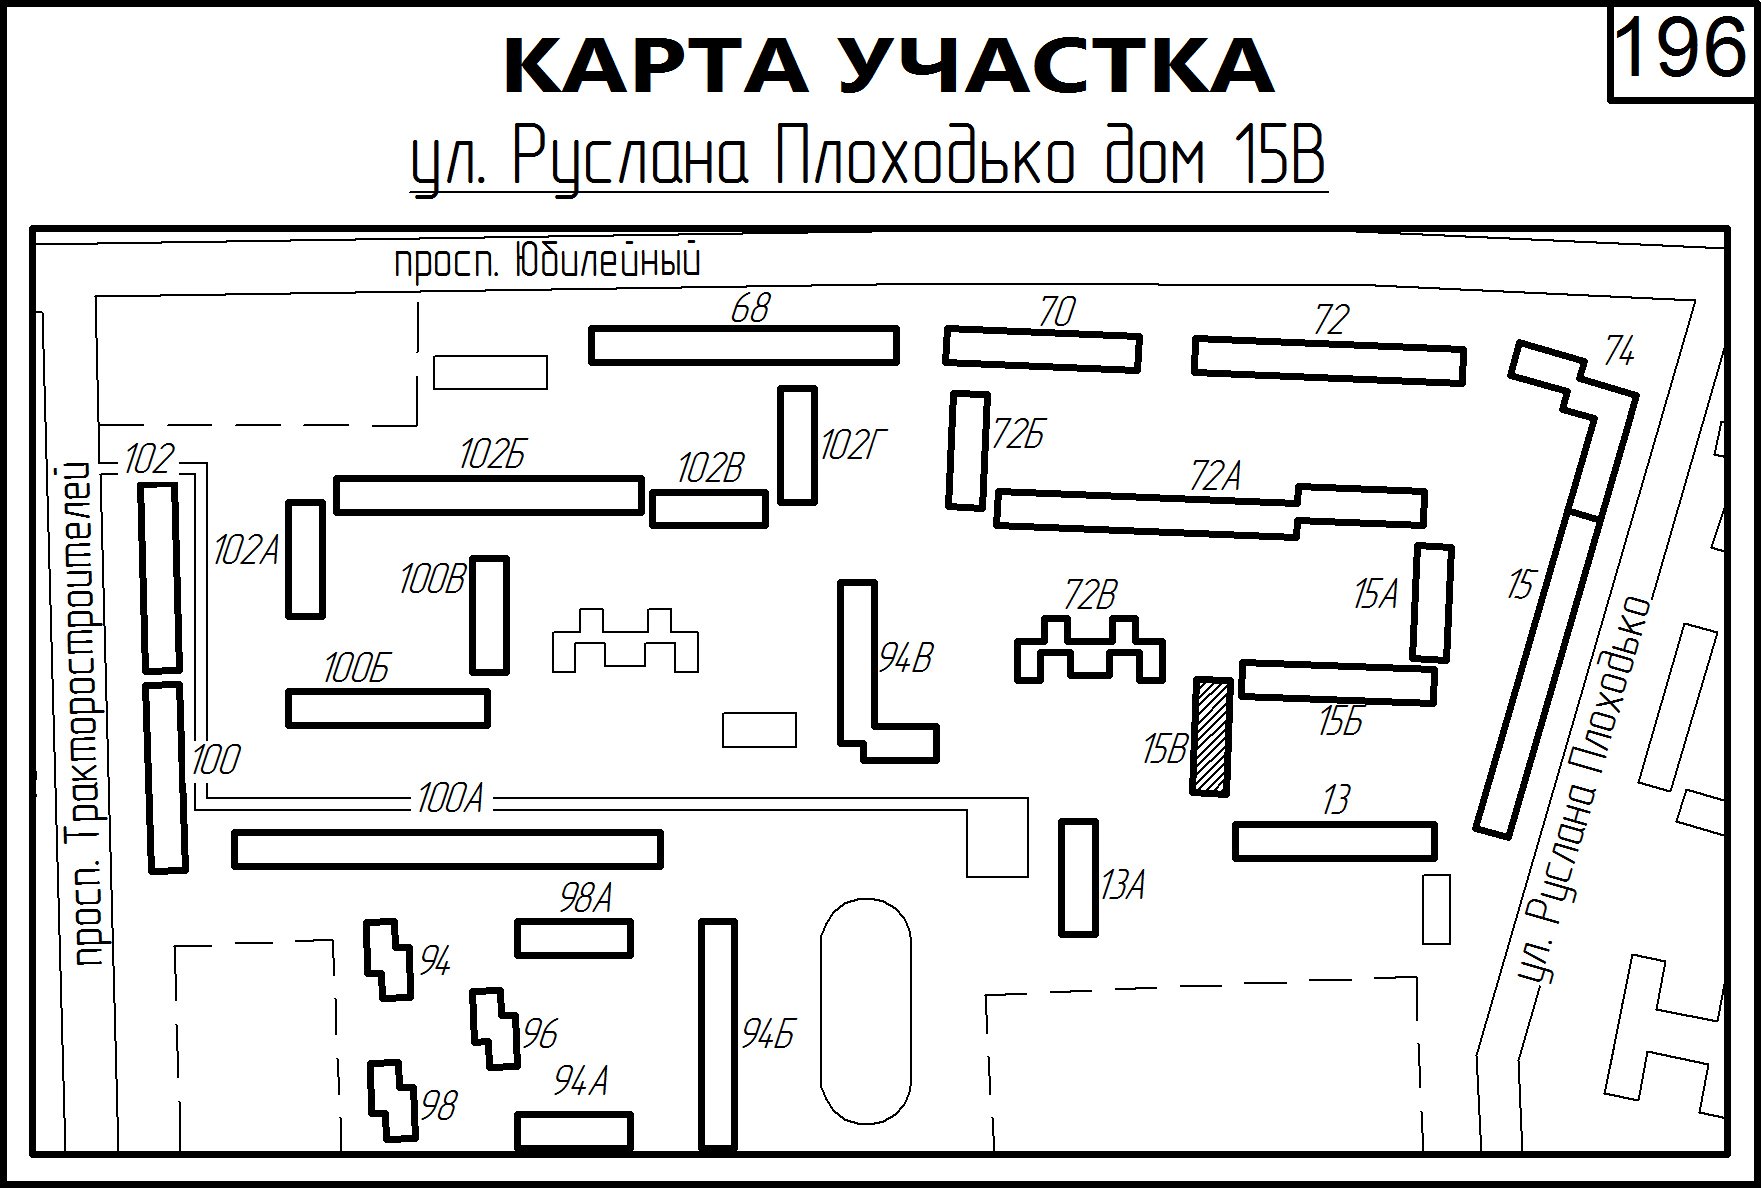 196
КАРТА УЧАСТКА
ул. Руслана Плоходько дом 15В
просп. Юбилейный
68
70
72
74
102
102Б
102В
102Г
72Б
72А
102А
100В
72В
15А
15
100Б
94В
15Б
15В
100
100А
13
13А
98А
94
96
94Б
94А
98
просп. Тракторостроителей
ул. Руслана Плоходько